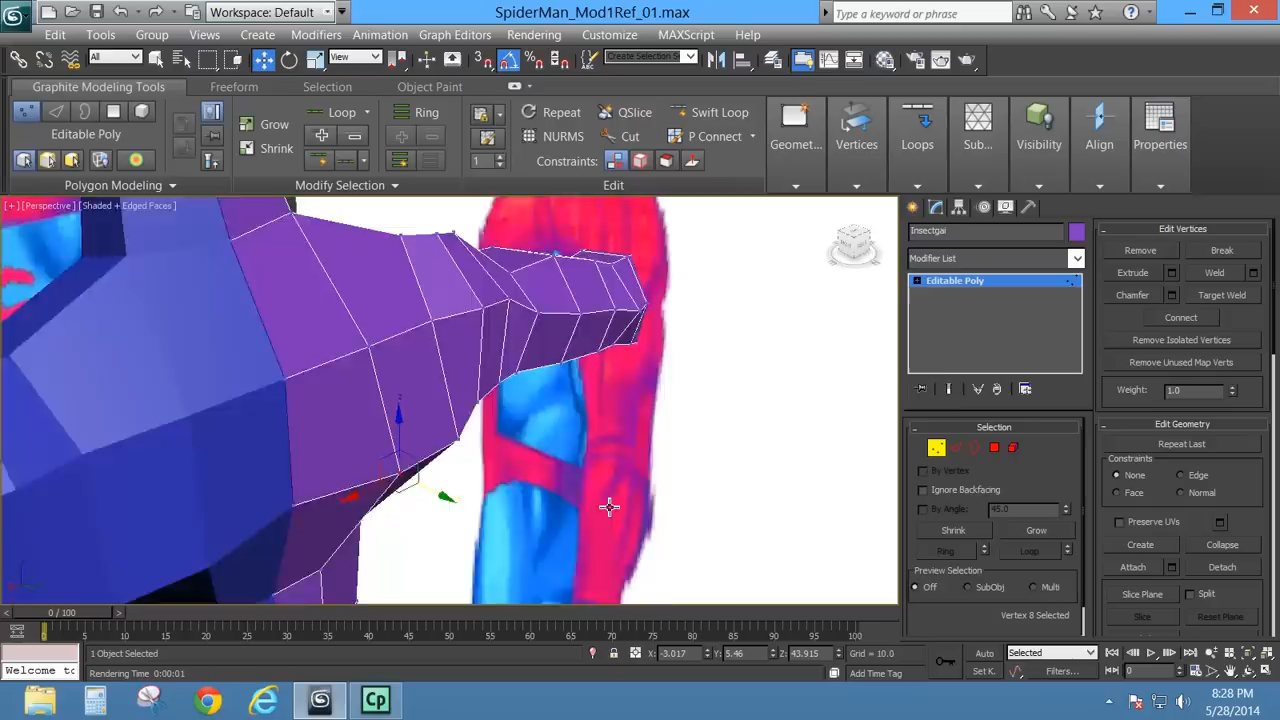 Workspace: Default
SpiderMan_Mod1Ref_01.max
Type a keyword or phrase
Edit Tools Group Views Create Modifiers Animation Graph Editors Rendering Customize MAXScript Help
All
View
Create Selection Se
Graphite Modeling Tools Freeform Selection Object Paint
Editable Poly
Grow
Shrink
Loop
Ring
Repeat QSlice Swift Loop
NURMS Cut P Connect
1
Constraints:
Geomet... Vertices Loops Sub... Visibility Align Properties
Polygon Modeling Modify Selection Edit
[ + ] [Perspective ] [ Shaded + Edged Faces ]
Insectgai
Modifier List
Editable Poly
Edit Vertices
Remove Break
Extrude Weld
Chamfer Target Weld
Connect
Remove Isolated Vertices
Remove Unused Map Verts
Weight: 1.0
Selection
By Vertex
Ignore Backfacing
By Angle: 45.0
Shrink Grow
Ring Loop
Preview Selection
Off SubObj Multi
Vertex 8 Selected
Edit Geometry
Repeat Last
Constraints
None Edge
Face Normal
Preserve UVs
Create Collapse
Attach Detach
Slice Plane Split
Slice Reset Plane
0 / 100
0 5 10 15 20 25 30 35 40 45 50 55 60 65 70 75 80 85 90 95 100
1 Object Selected
X: -3.017 Y: 5.46 Z: 43.915
Grid = 10.0
Auto Selected
Welcome to
Rendering Time 0:00:01
Add Time Tag
Set K. Filters...
0
Cp
8:28 PM
5/28/2014